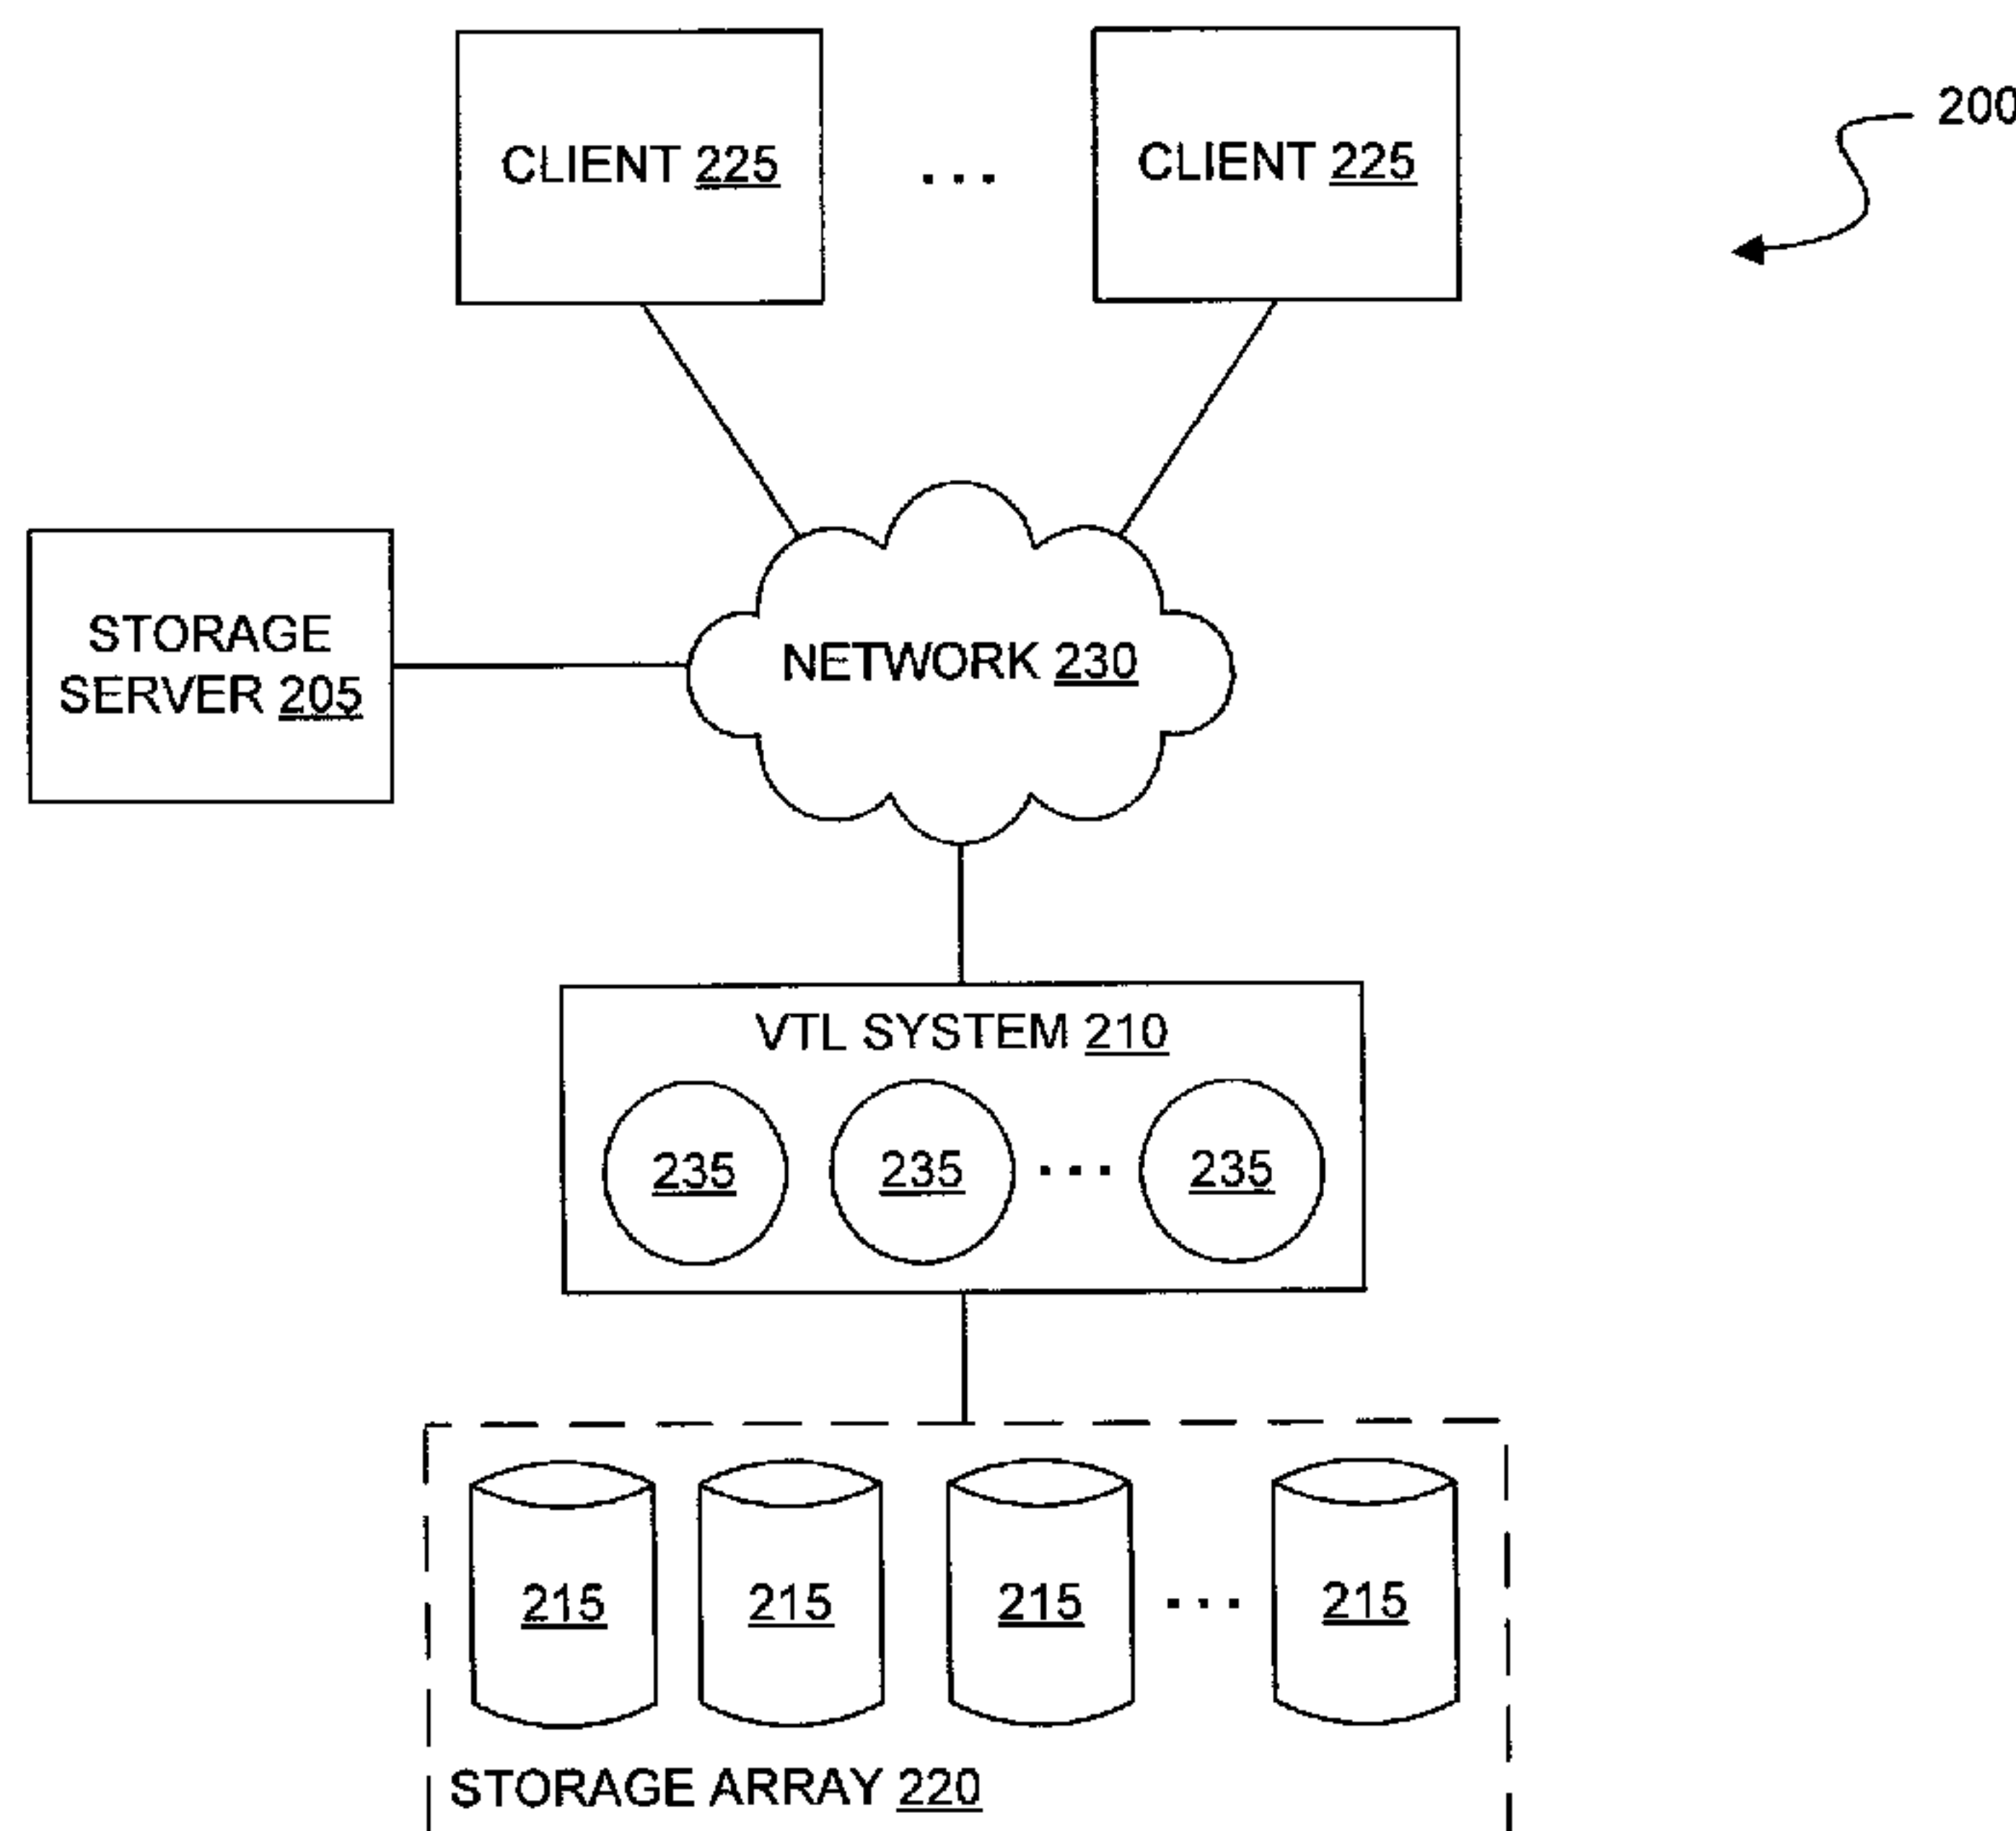 200
CLIENT 225
...
CLIENT 225
STORAGE
SERVER 205
NETWORK 230
VTL SYSTEM 210
235
235
...
235
215
215
215
...
215
STORAGE ARRAY 220